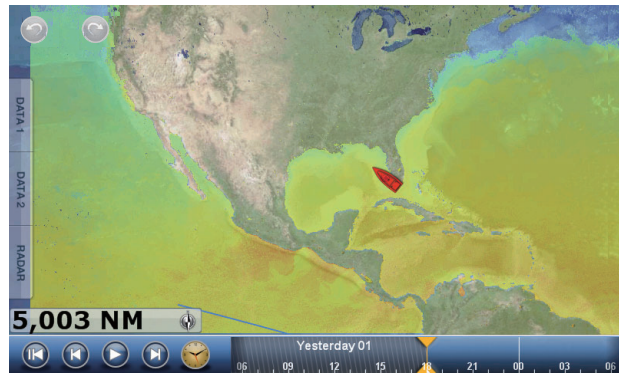 DATA 1
DATA 2
RADAR
5,003 NM
Yesterday 01
06 09 12 15 18 21 00 03 06